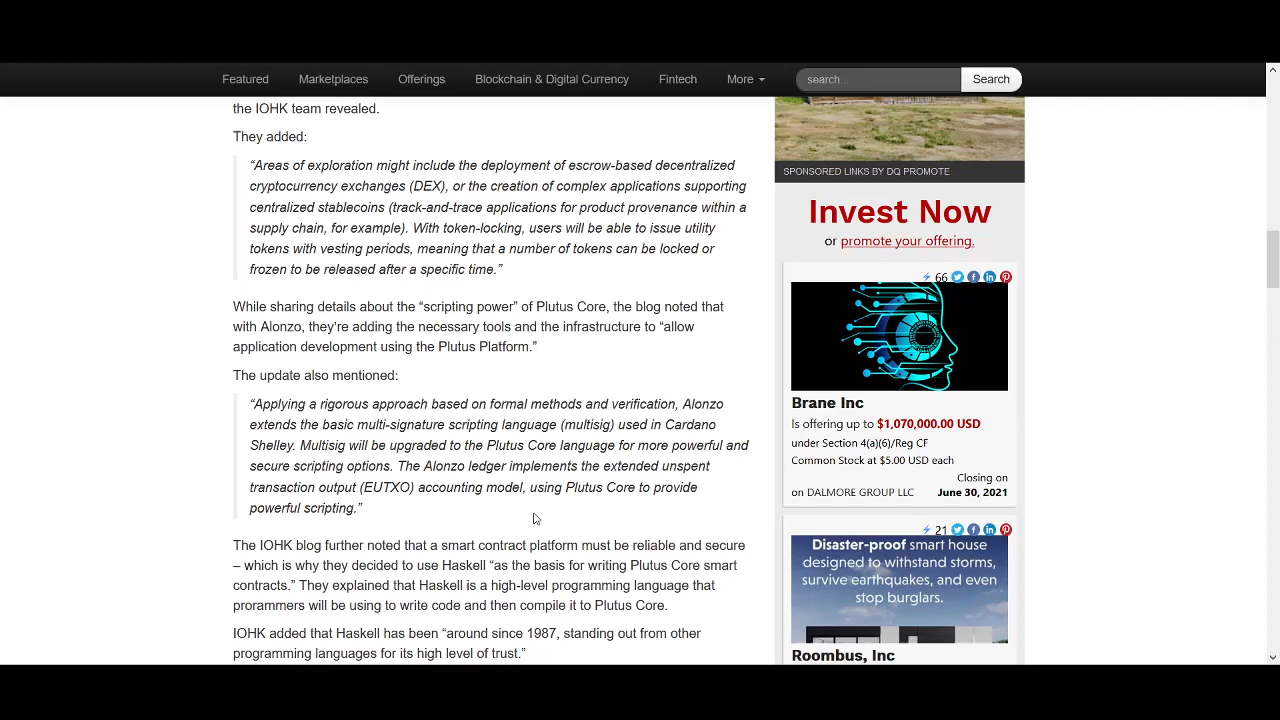 Featured
Marketplaces
Offerings
Blockchain & Digital Currency
Fintech
More
search...
Search
the IOHK team revealed.
They added:
“Areas of exploration might include the deployment of escrow-based decentralized
cryptocurrency exchanges (DEX), or the creation of complex applications supporting
centralized stablecoins (track-and-trace applications for product provenance within a
supply chain, for example). With token-locking, users will be able to issue utility
tokens with vesting periods, meaning that a number of tokens can be locked or
frozen to be released after a specific time.”
While sharing details about the “scripting power” of Plutus Core, the blog noted that
with Alonzo, they’re adding the necessary tools and the infrastructure to “allow
application development using the Plutus Platform.”
The update also mentioned:
“Applying a rigorous approach based on formal methods and verification, Alonzo
extends the basic multi-signature scripting language (multisig) used in Cardano
Shelley. Multisig will be upgraded to the Plutus Core language for more powerful and
secure scripting options. The Alonzo ledger implements the extended unspent
transaction output (EUTXO) accounting model, using Plutus Core to provide
powerful scripting.”
The IOHK blog further noted that a smart contract platform must be reliable and secure
– which is why they decided to use Haskell “as the basis for writing Plutus Core smart
contracts.” They explained that Haskell is a high-level programming language that
prorammers will be using to write code and then compile it to Plutus Core.
IOHK added that Haskell has been “around since 1987, standing out from other
programming languages for its high level of trust.”
SPONSORED LINKS BY DQ PROMOTE
Invest Now
or promote your offering.
66
Brane Inc
Is offering up to $1,070,000.00 USD
under Section 4(a)(6)/Reg CF
Common Stock at $5.00 USD each
Closing on
on DALMORE GROUP LLC June 30, 2021
21
Disaster-proof smart house
designed to withstand storms,
survive earthquakes, and even
stop burglars.
Roombus, Inc